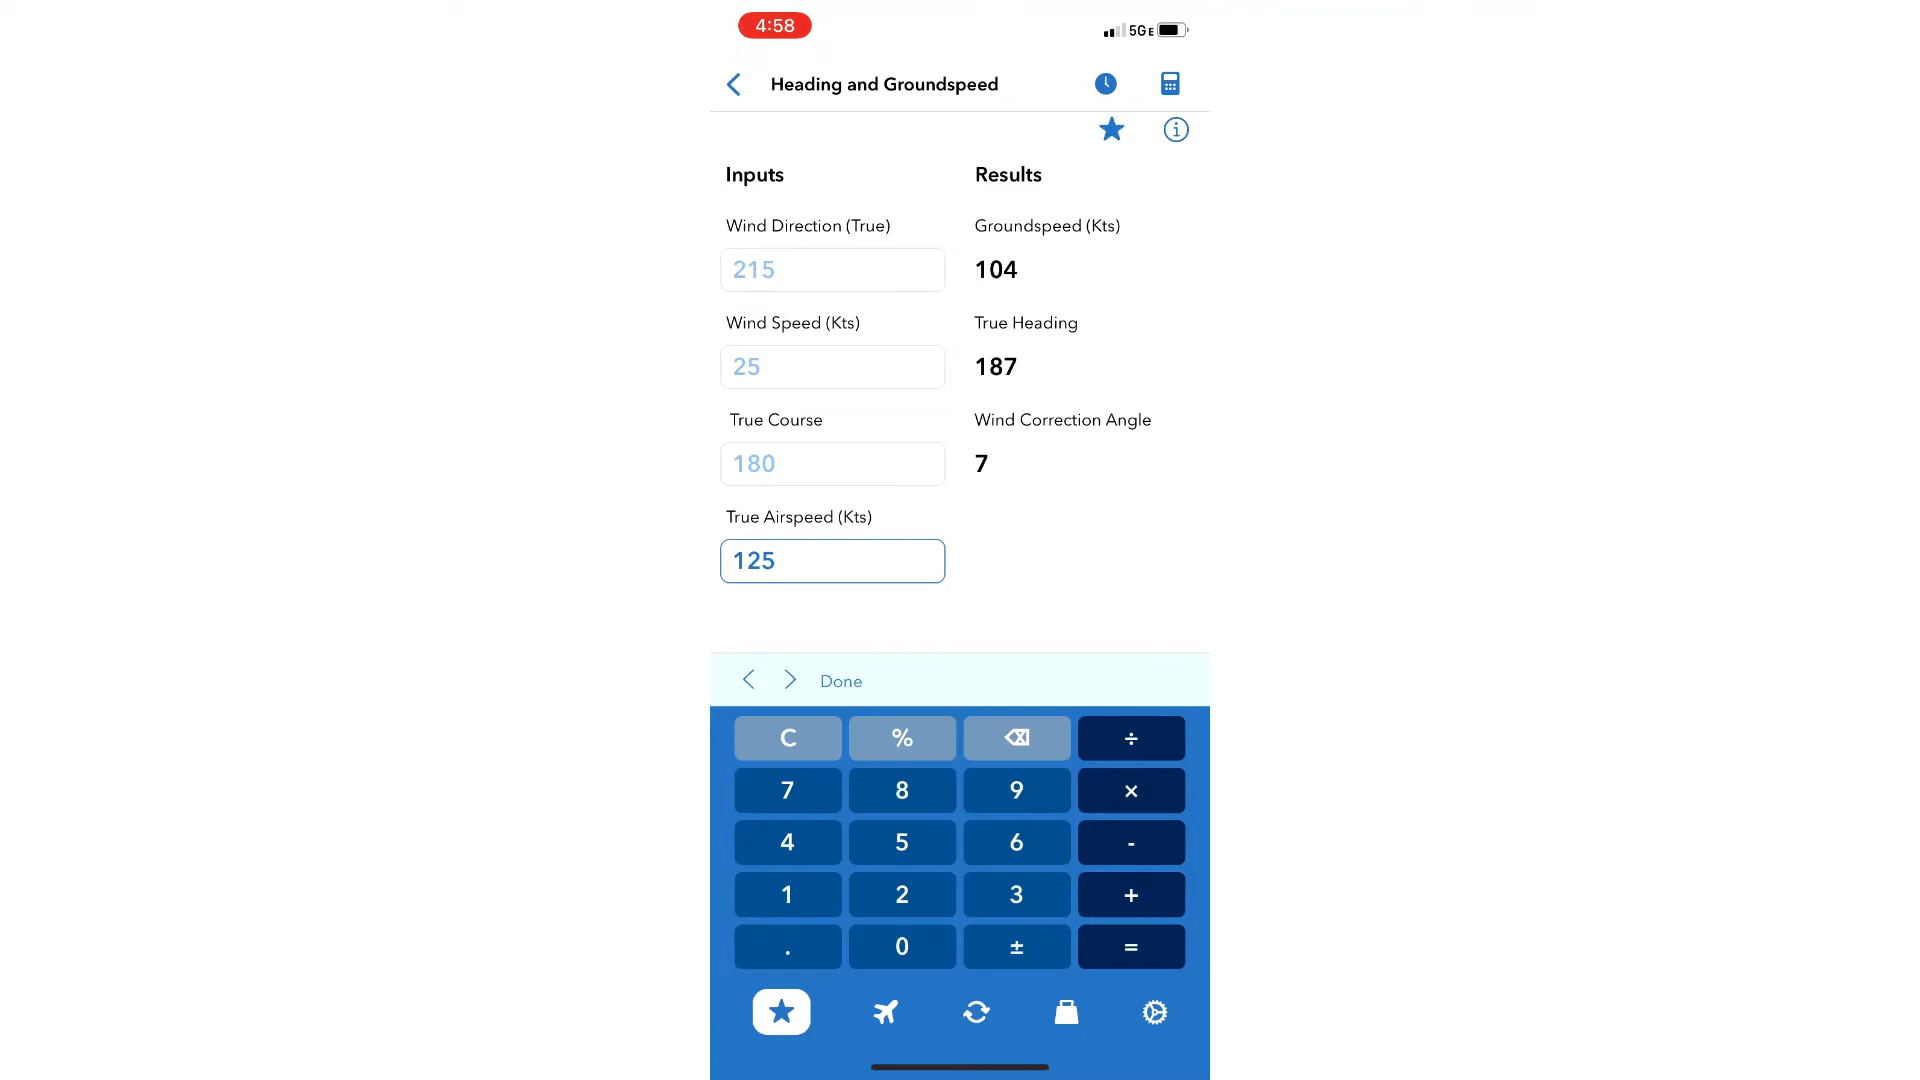 4:58
5GE
Heading and Groundspeed
Inputs
Results
Wind Direction (True)
Groundspeed (Kts)
215
104
Wind Speed (Kts)
True Heading
25
187
True Course
Wind Correction Angle
180
7
True Airspeed (Kts)
125
Done
C % ÷
7 8 9 ×
4 5 6 -
1 2 3 +
. 0 ± =